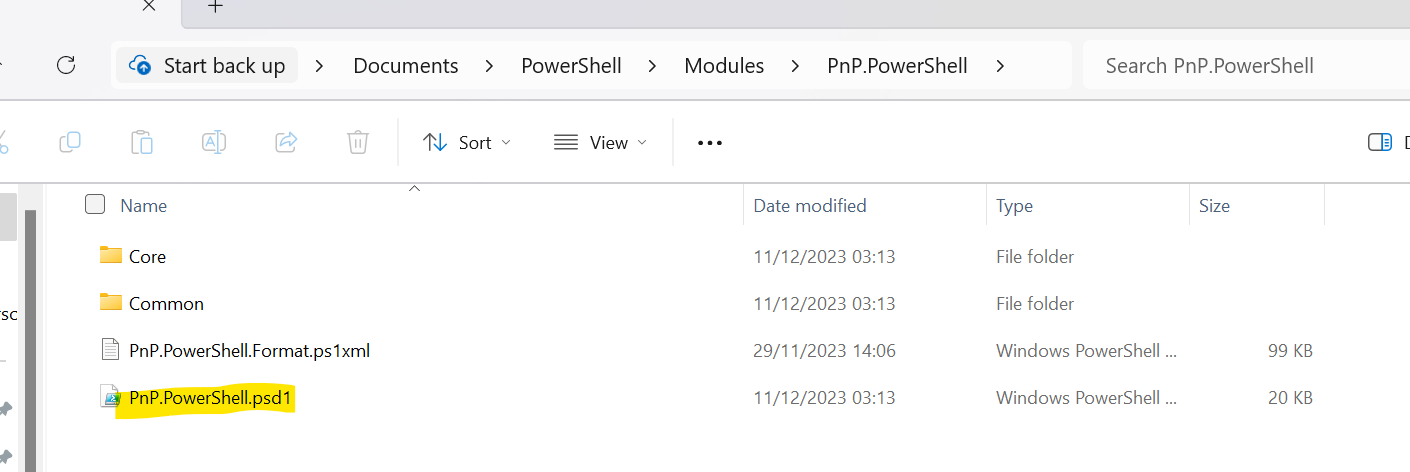 Start back up > Documents > PowerShell > Modules > PnP.PowerShell > Search PnP.PowerShell
Sort View
Name Date modified Type Size
Core 11/12/2023 03:13 File folder
Common 11/12/2023 03:13 File folder
PnP.PowerShell.Format.ps1xml 29/11/2023 14:06 Windows PowerShell ... 99 KB
PnP.PowerShell.psd1 11/12/2023 03:13 Windows PowerShell ... 20 KB